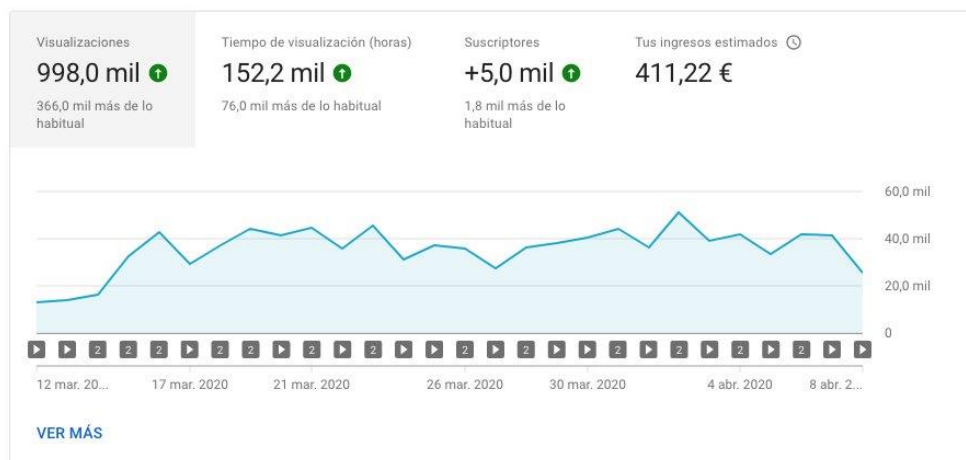 Visualizaciones
998,0 mil
366,0 mil más de lo
habitual
Tiempo de visualización (horas)
152,2 mil
76,0 mil más de lo habitual
Suscriptores
+5,0 mil
1,8 mil más de lo
habitual
Tus ingresos estimados
411,22 €
60,0 mil
40,0 mil
20,0 mil
0
2 2 2 2 2 2 2 2 2 2 2 2
12 mar. 20... 17 mar. 2020 21 mar. 2020 26 mar. 2020 30 mar. 2020 4 abr. 2020 8 abr. 2...
VER MÁS